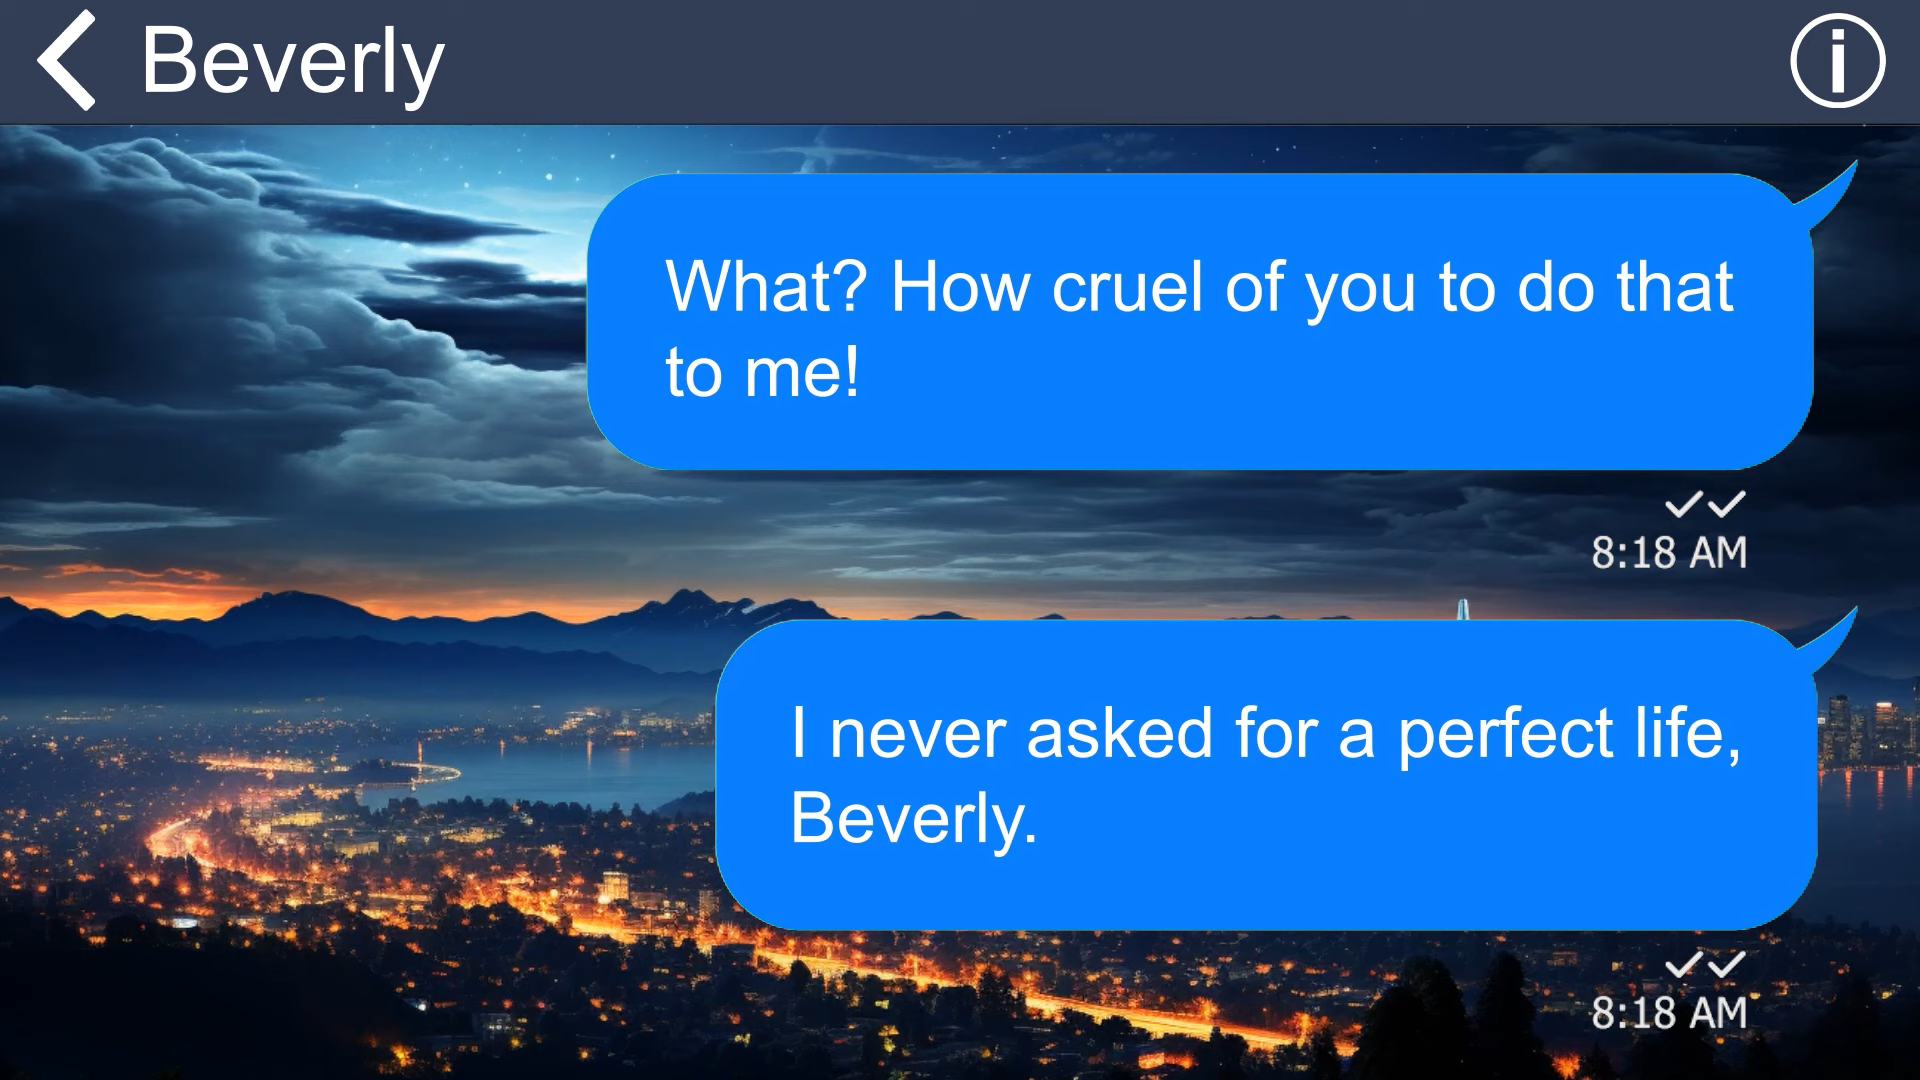 Beverly
What? How cruel of you to do that
to me!
8:18 AM
I never asked for a perfect life,
Beverly.
8:18 AM